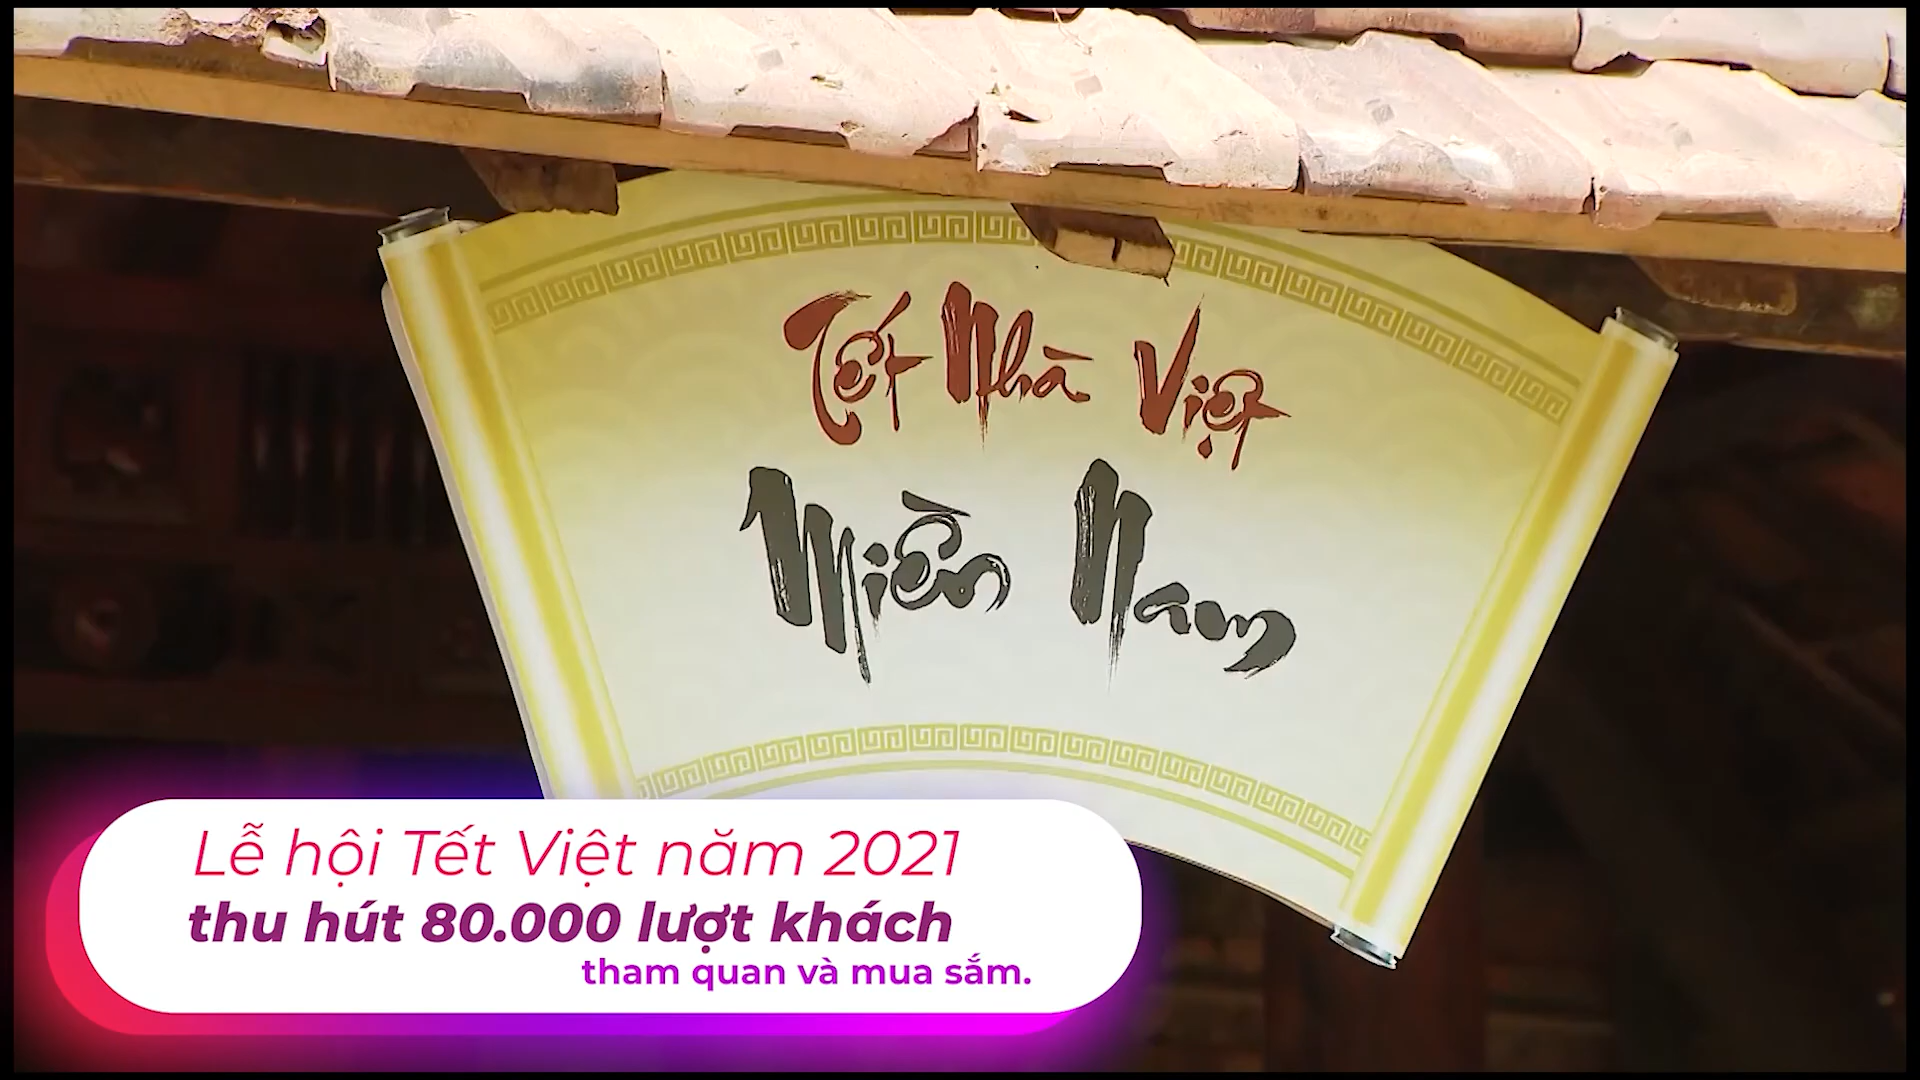 Tết Nhà Việt
Miền Nam
Lễ hội Tết Việt năm 2021
thu hút 80.000 lượt khách
tham quan và mua sắm.